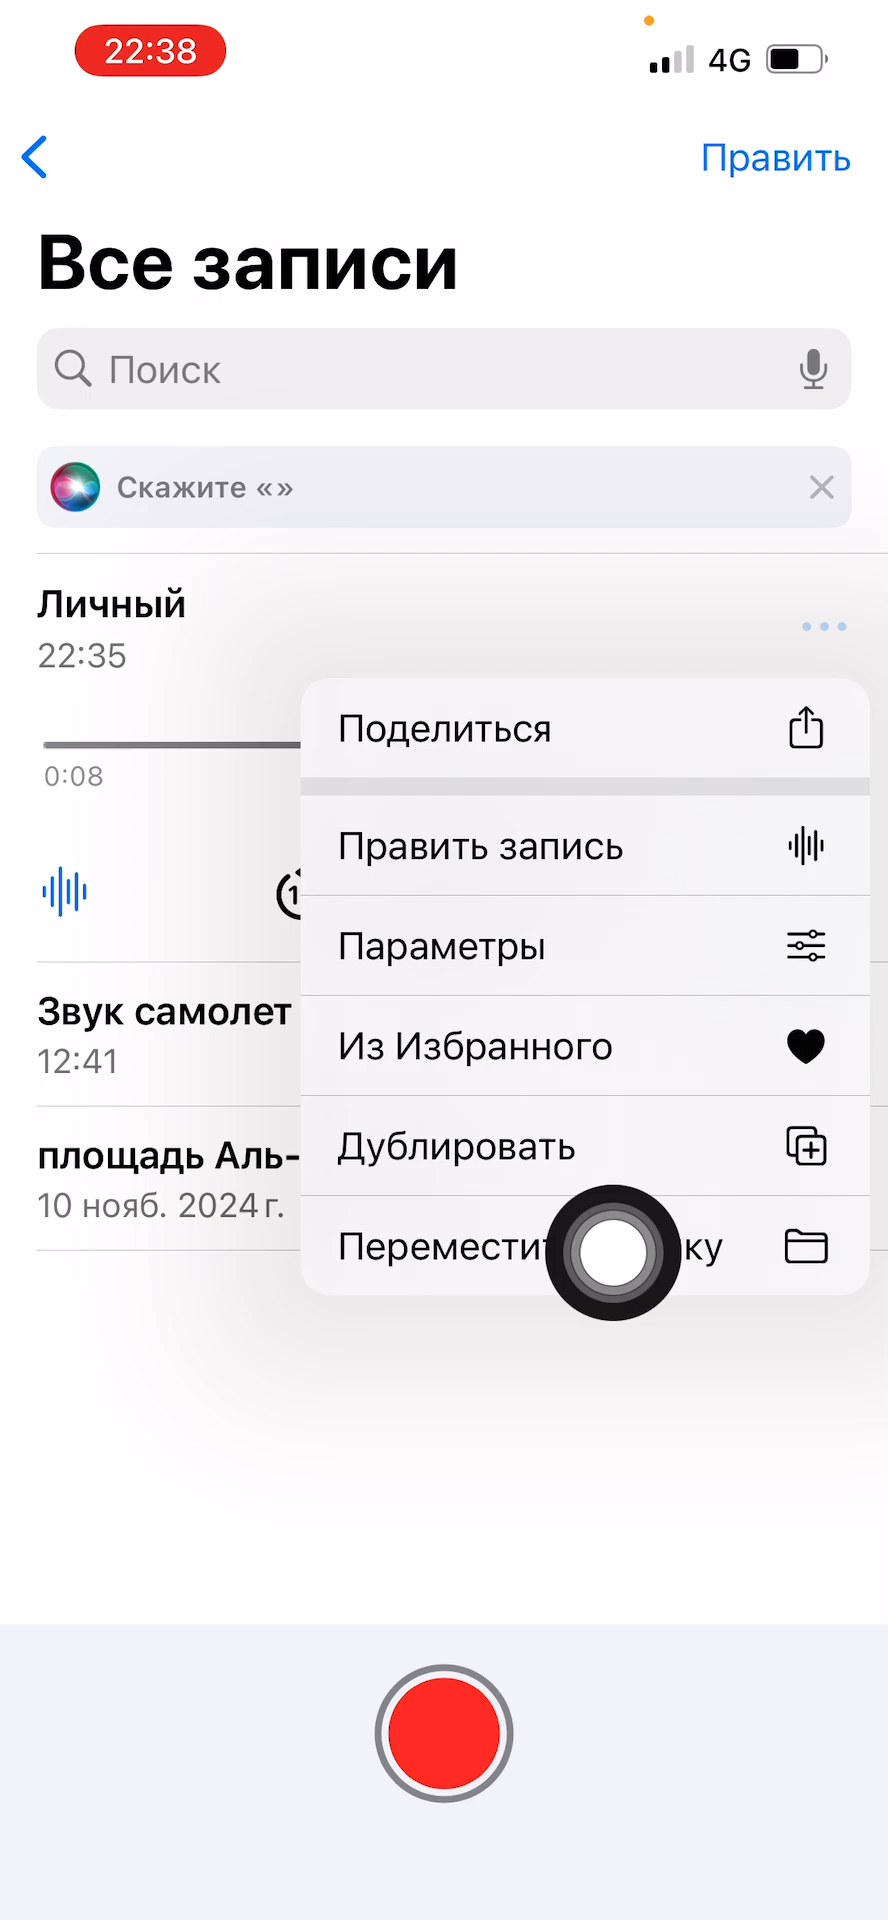 22:38
4G
Править
Все записи
Поиск
Скажите «»
Личный
22:35
Поделиться
0:08
Править запись
Параметры
Звук самолет
12:41
Из Избранного
площадь Аль-
10 нояб. 2024 г.
Дублировать